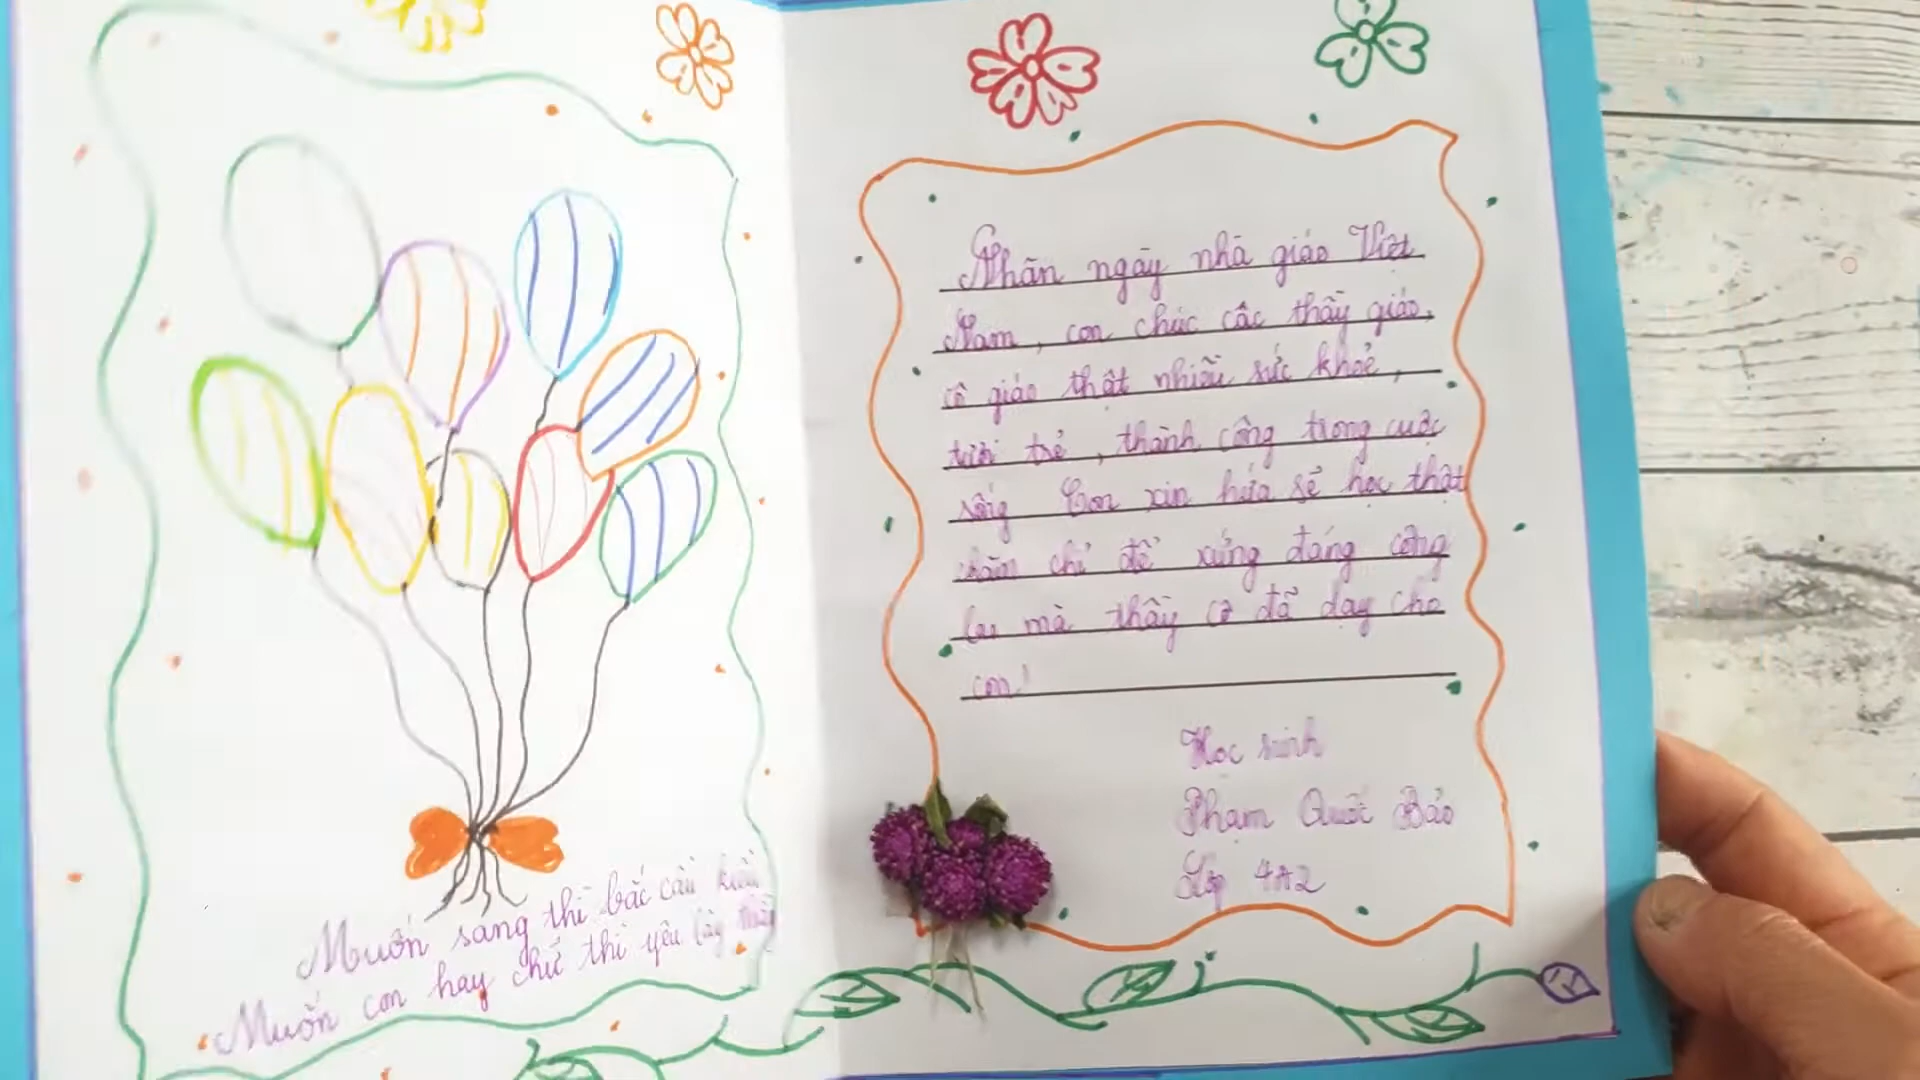 Muốn sang thì bắc cầu kiều
Muốn con hay chữ thì yêu lấy thầy
Nhân ngày nhà giáo Việt
Nam, con chúc các thầy giáo,
cô giáo thật nhiều sức khoẻ,
tươi trẻ, thành công trong cuộc
sống Con xin hứa sẽ học thật
chăm chỉ để xứng đáng công
lao mà thầy cô đã dạy cho
con!
Học sinh
Phạm Quốc Bảo
Lớp 4A2